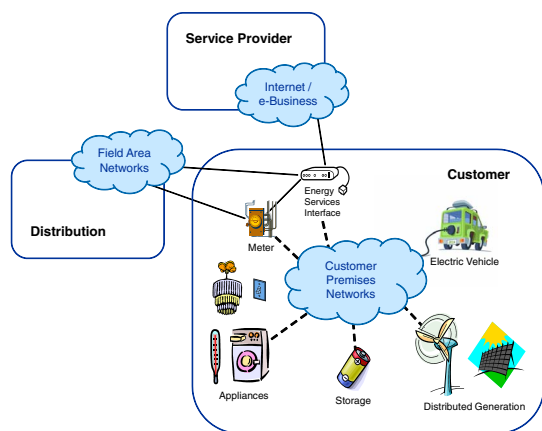 Service Provider
Internet /
e-Business
Field Area
Networks
Distribution
Customer
Energy
Services
Interface
Meter
Electric Vehicle
Customer
Premises
Networks
Appliances
Storage
Distributed Generation